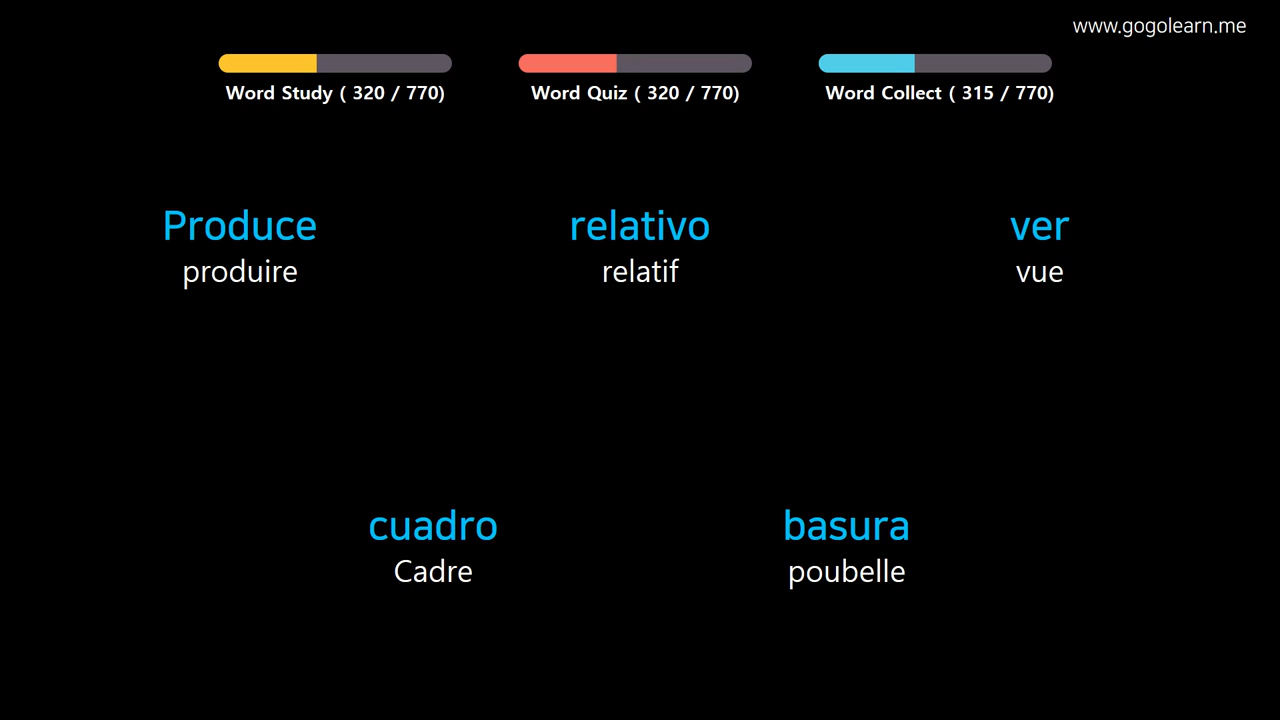 www.gogolearn.me
Word Study ( 320 / 770)
Word Quiz ( 320 / 770)
Word Collect ( 315 / 770)
Produce
produire
relativo
relatif
ver
vue
cuadro
Cadre
basura
poubelle